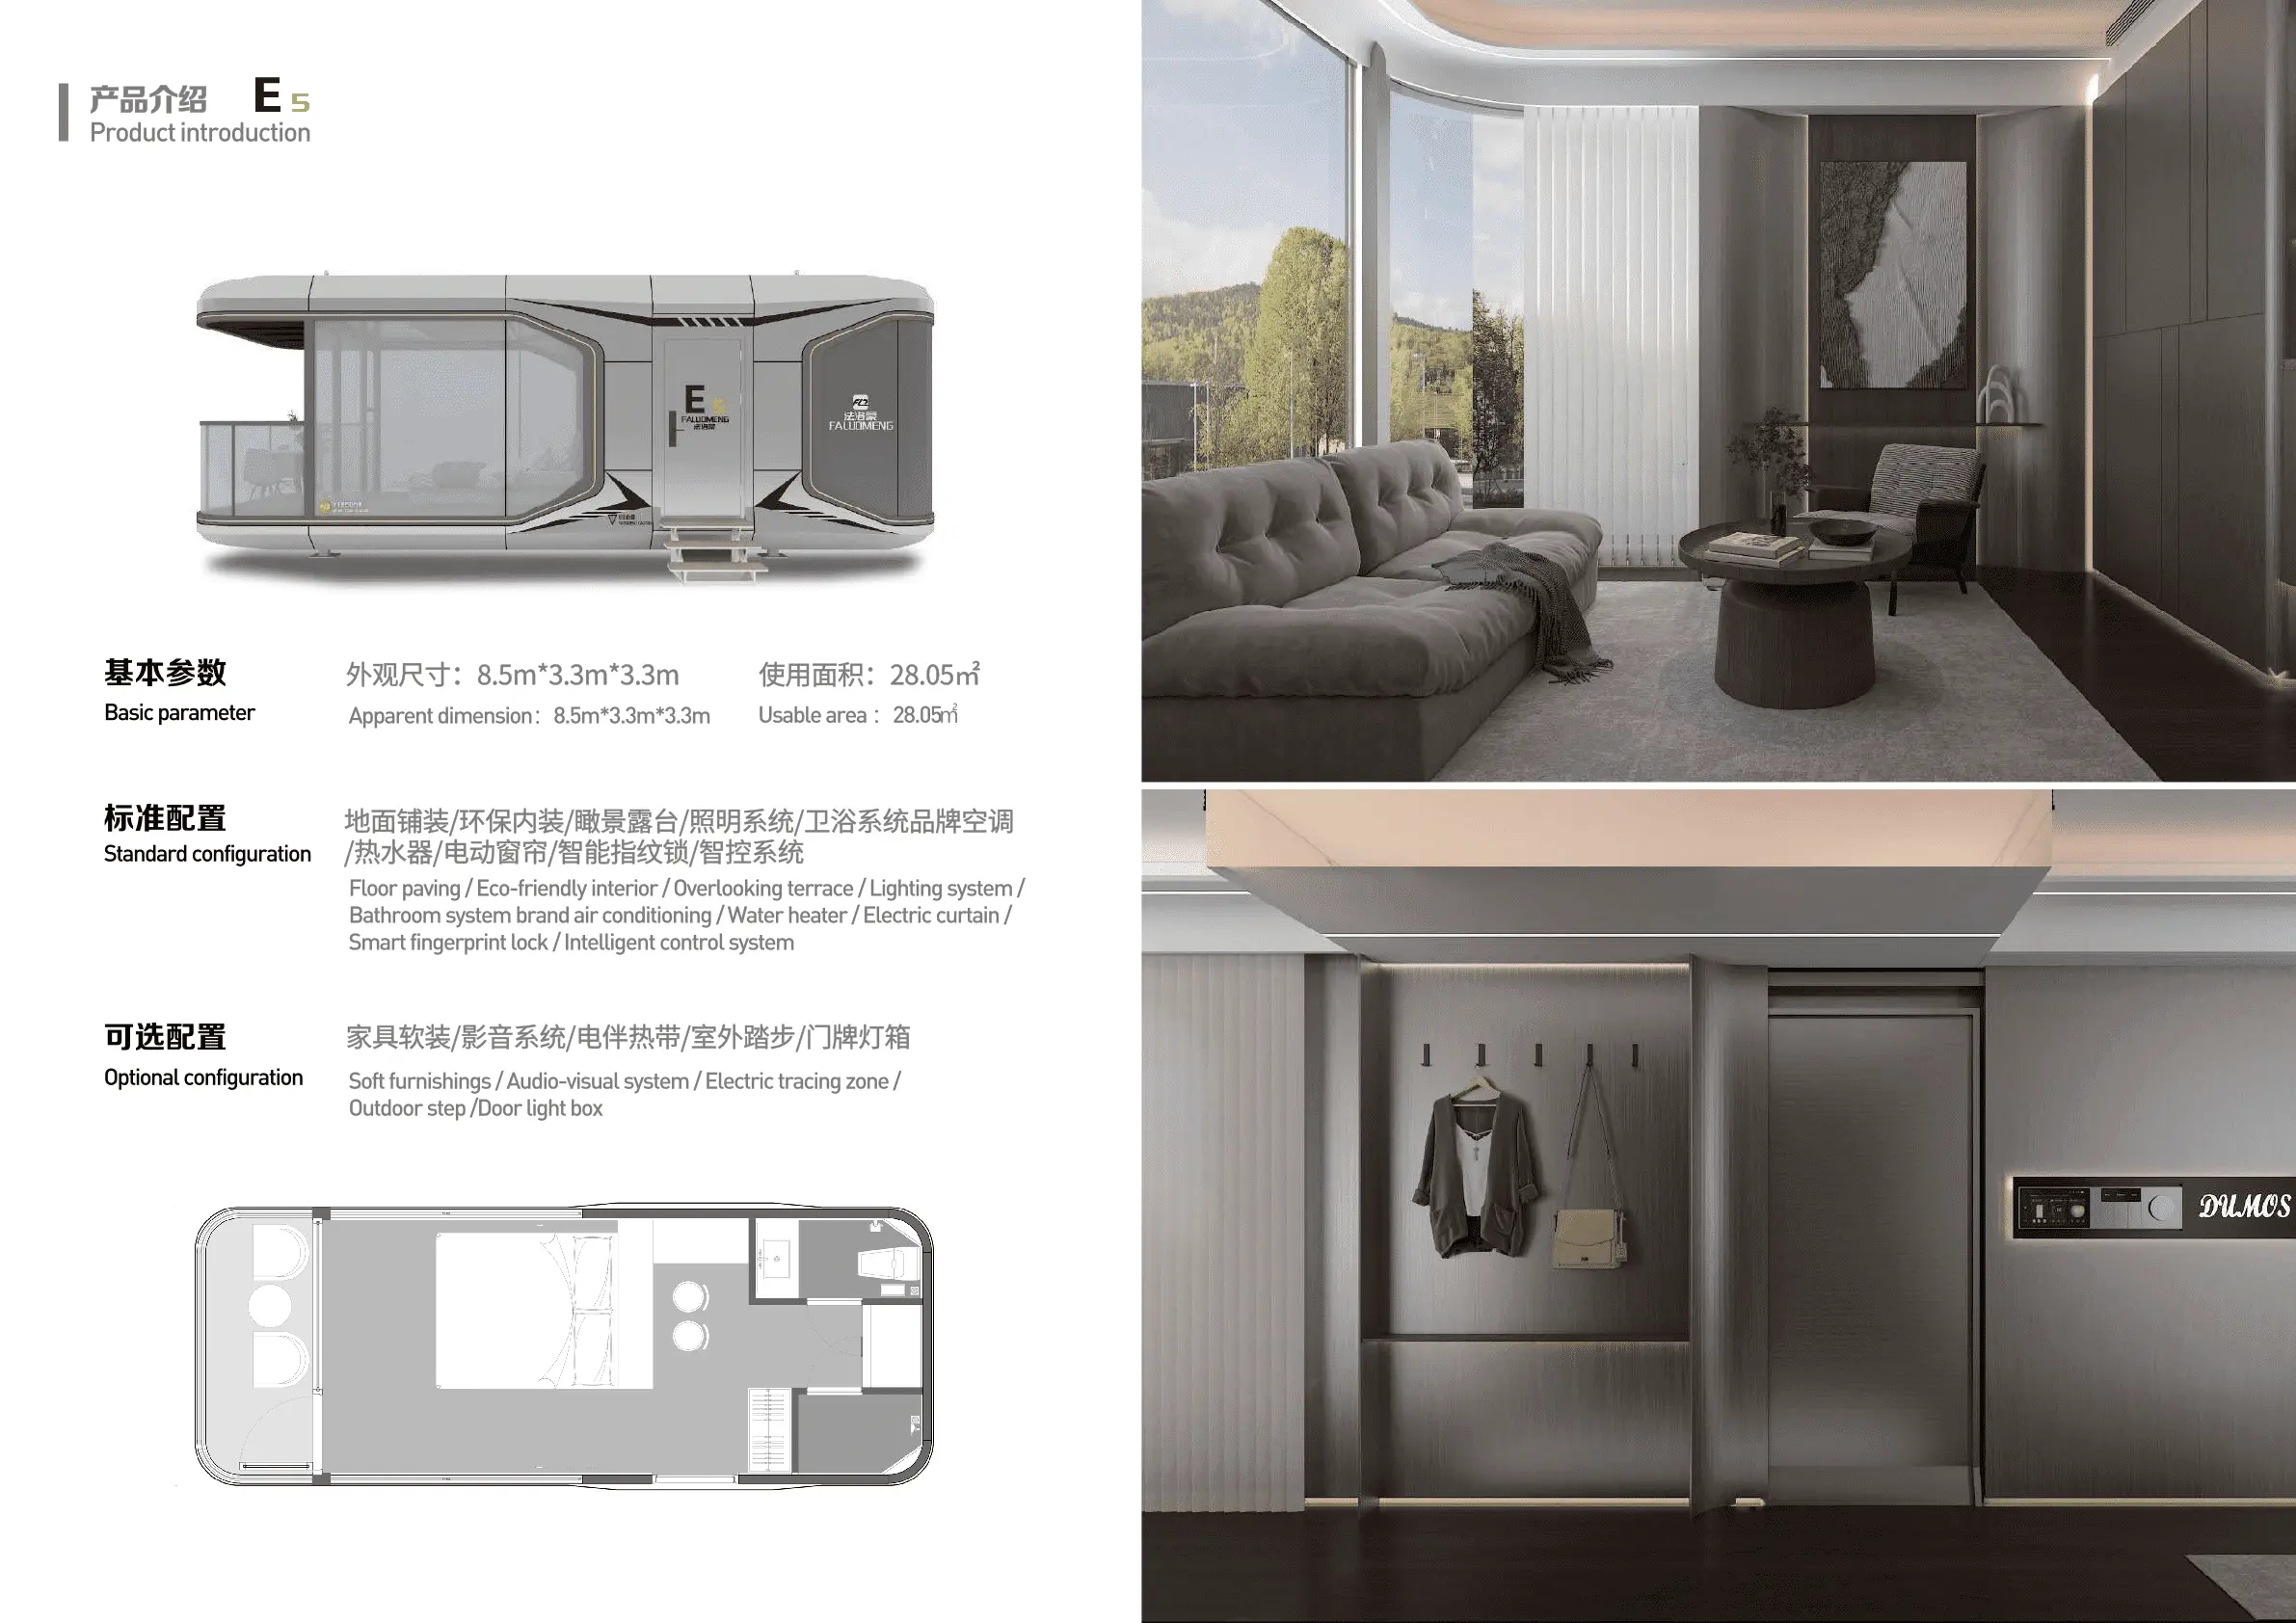 产品介绍 E5
Product introduction
E5
FALUOMENG
法洛蒙
法洛蒙
FALUOMENG
基本参数
Basic parameter
外观尺寸：8.5m*3.3m*3.3m
使用面积：28.05㎡
Apparent dimension：8.5m*3.3m*3.3m
Usable area：28.05㎡
标准配置
Standard configuration
地面铺装/环保内装/瞰景露台/照明系统/卫浴系统品牌空调
/热水器/电动窗帘/智能指纹锁/智控系统
Floor paving / Eco-friendly interior / Overlooking terrace / Lighting system /
Bathroom system brand air conditioning / Water heater / Electric curtain /
Smart fingerprint lock / Intelligent control system
可选配置
Optional configuration
家具软装/影音系统/电伴热带/室外踏步/门牌灯箱
Soft furnishings / Audio-visual system / Electric tracing zone /
Outdoor step /Door light box
DUMOS